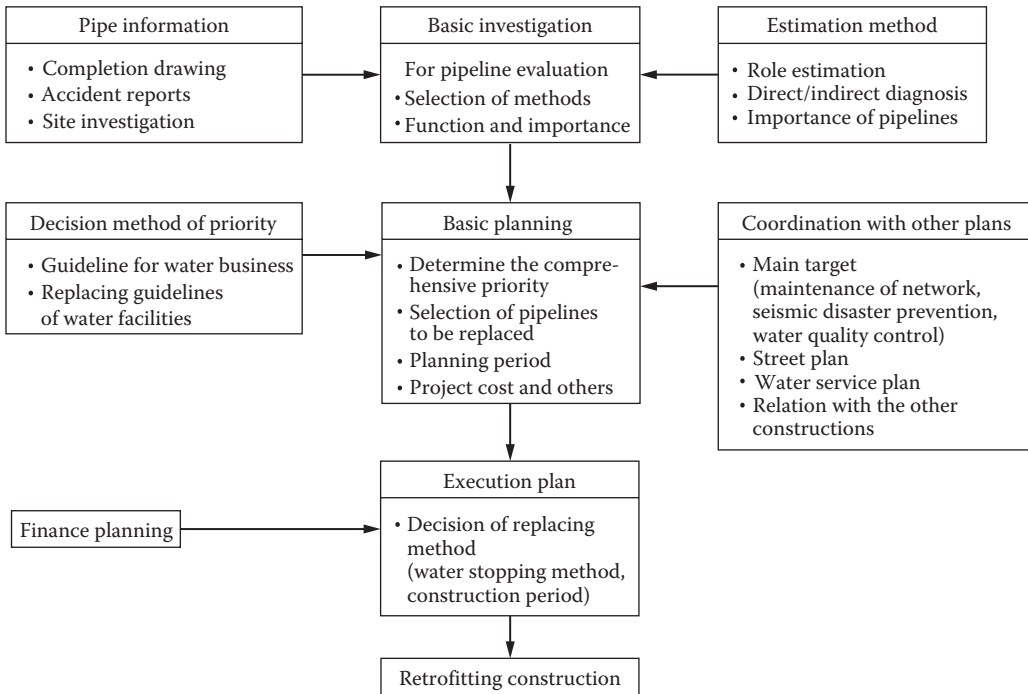 Pipe information
• Completion drawing
• Accident reports
• Site investigation
Basic investigation
For pipeline evaluation
• Selection of methods
• Function and importance
Estimation method
• Role estimation
• Direct/indirect diagnosis
• Importance of pipelines
Decision method of priority
• Guideline for water business
• Replacing guidelines
of water facilities
Basic planning
• Determine the compre-
hensive priority
• Selection of pipelines
to be replaced
• Planning period
• Project cost and others
Coordination with other plans
• Main target
(maintenance of network,
seismic disaster prevention,
water quality control)
• Street plan
• Water service plan
• Relation with the other
constructions
Finance planning
Execution plan
• Decision of replacing
method
(water stopping method,
construction period)
Retrofitting construction